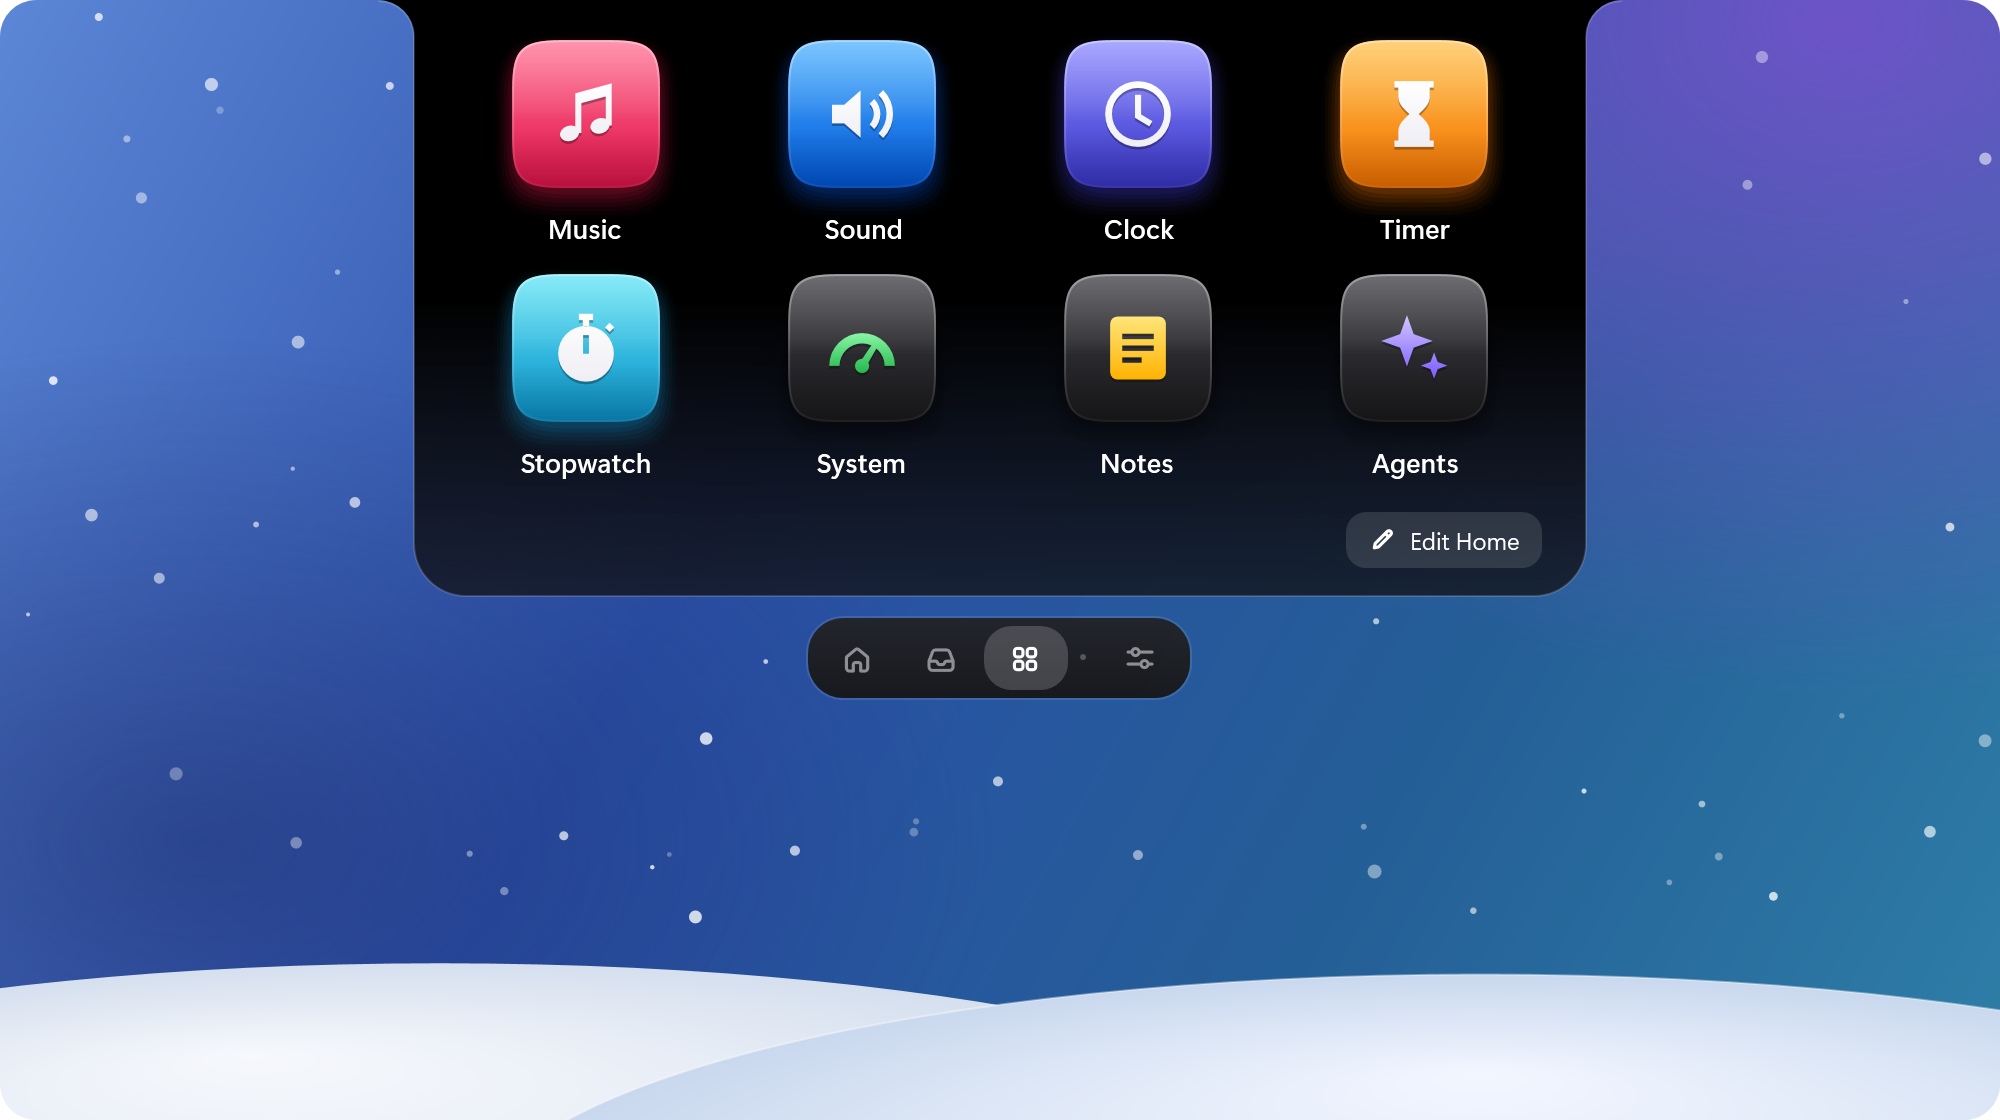 Music
Sound
Clock
Timer
Stopwatch
System
Notes
Agents
Edit Home